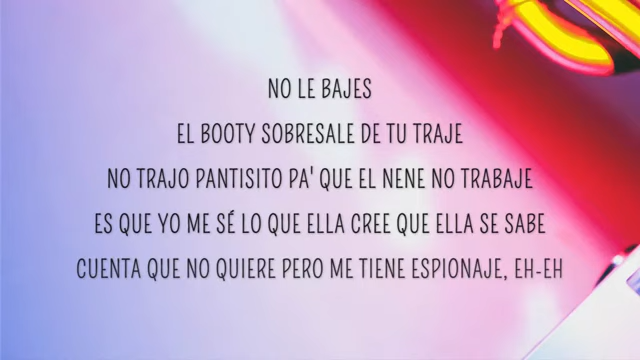 NO LE BAJES
EL BOOTY SOBRESALE DE TU TRAJE
NO TRAJO PANTISITO PA' QUE EL NENE NO TRABAJE
ES QUE YO ME SÉ LO QUE ELLA CREE QUE ELLA SE SABE
CUENTA QUE NO QUIERE PERO ME TIENE ESPIONAJE, EH-EH